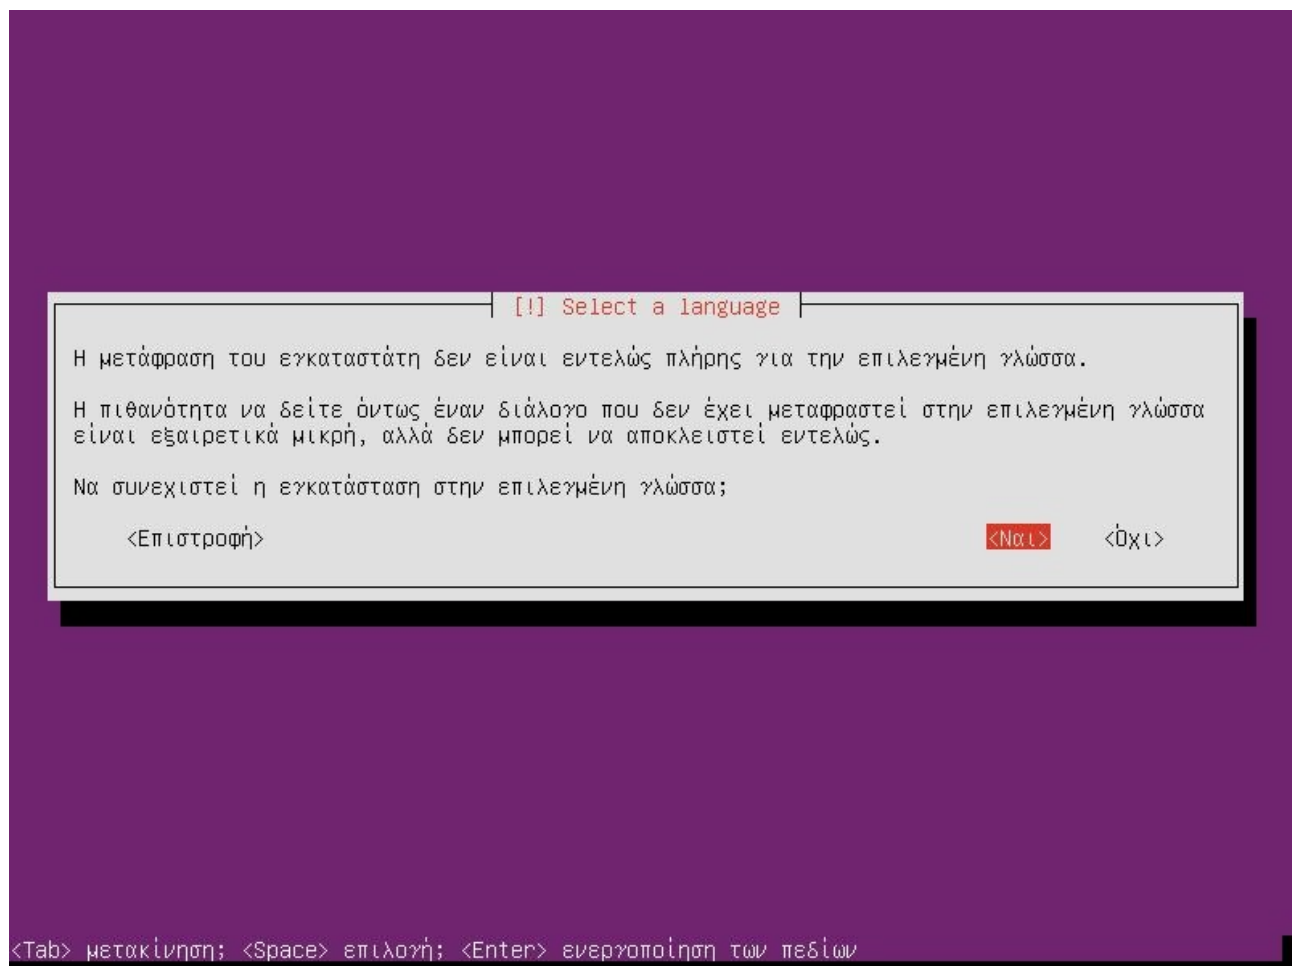 [!] Select a language
Η μετάφραση του εγκαταστάτη δεν είναι εντελώς πλήρης για την επιλεγμένη γλώσσα.
Η πιθανότητα να δείτε όντως έναν διάλογο που δεν έχει μεταφραστεί στην επιλεγμένη γλώσσα
είναι εξαιρετικά μικρή, αλλά δεν μπορεί να αποκλειστεί εντελώς.
Να συνεχιστεί η εγκατάσταση στην επιλεγμένη γλώσσα;
<Επιστροφή> <Ναι> <Όχι>
<Tab> μετακίνηση; <Space> επιλογή; <Enter> ενεργοποίηση των πεδίων